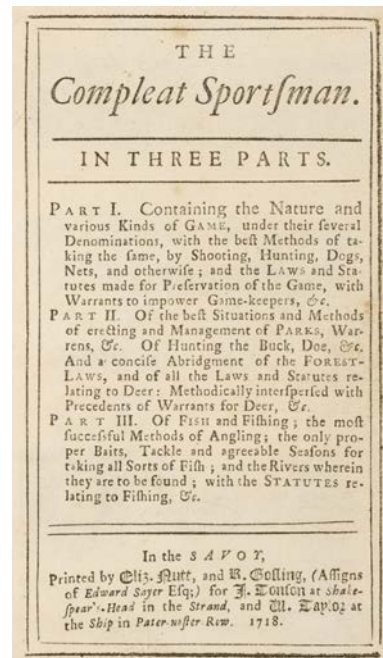 THE
Compleat Sportſman.
IN THREE PARTS.
PART I. Containing the Nature and
various Kinds of GAME, under their ſeveral
Denominations, with the beſt Methods of ta-
king the ſame, by Shooting, Hunting, Dogs,
Nets, and otherwiſe; and the LAWS and Sta-
tutes made for Preſervation of the Game, with
Warrants to impower Game-keepers, &c.
PART II. Of the beſt Situations and Methods
of erecting and Management of PARKS, War-
rens, &c. Of Hunting the Buck, Doe, &c.
And a conciſe Abridgment of the FOREST-
LAWS, and of all the Laws and Statutes re-
lating to Deer: Methodically interſperſed with
Precedents of Warrants for Deer, &c.
PART III. Of FISH and Fiſhing; the moſt
ſucceſsful Methods of Angling; the only pro-
per Baits, Tackle and agreeable Seaſons for
taking all Sorts of Fiſh; and the Rivers wherein
they are to be found; with the STATUTES re-
lating to Fiſhing, &c.
In the SAVOY,
Printed by Eliz. Nutt, and R. Goſling, (Aſſigns
of Edward Sayer Eſq;) for J. Tonſon at Shake-
ſpear's-Head in the Strand, and W. Taylor at
the Ship in Pater-noſter Row. 1718.